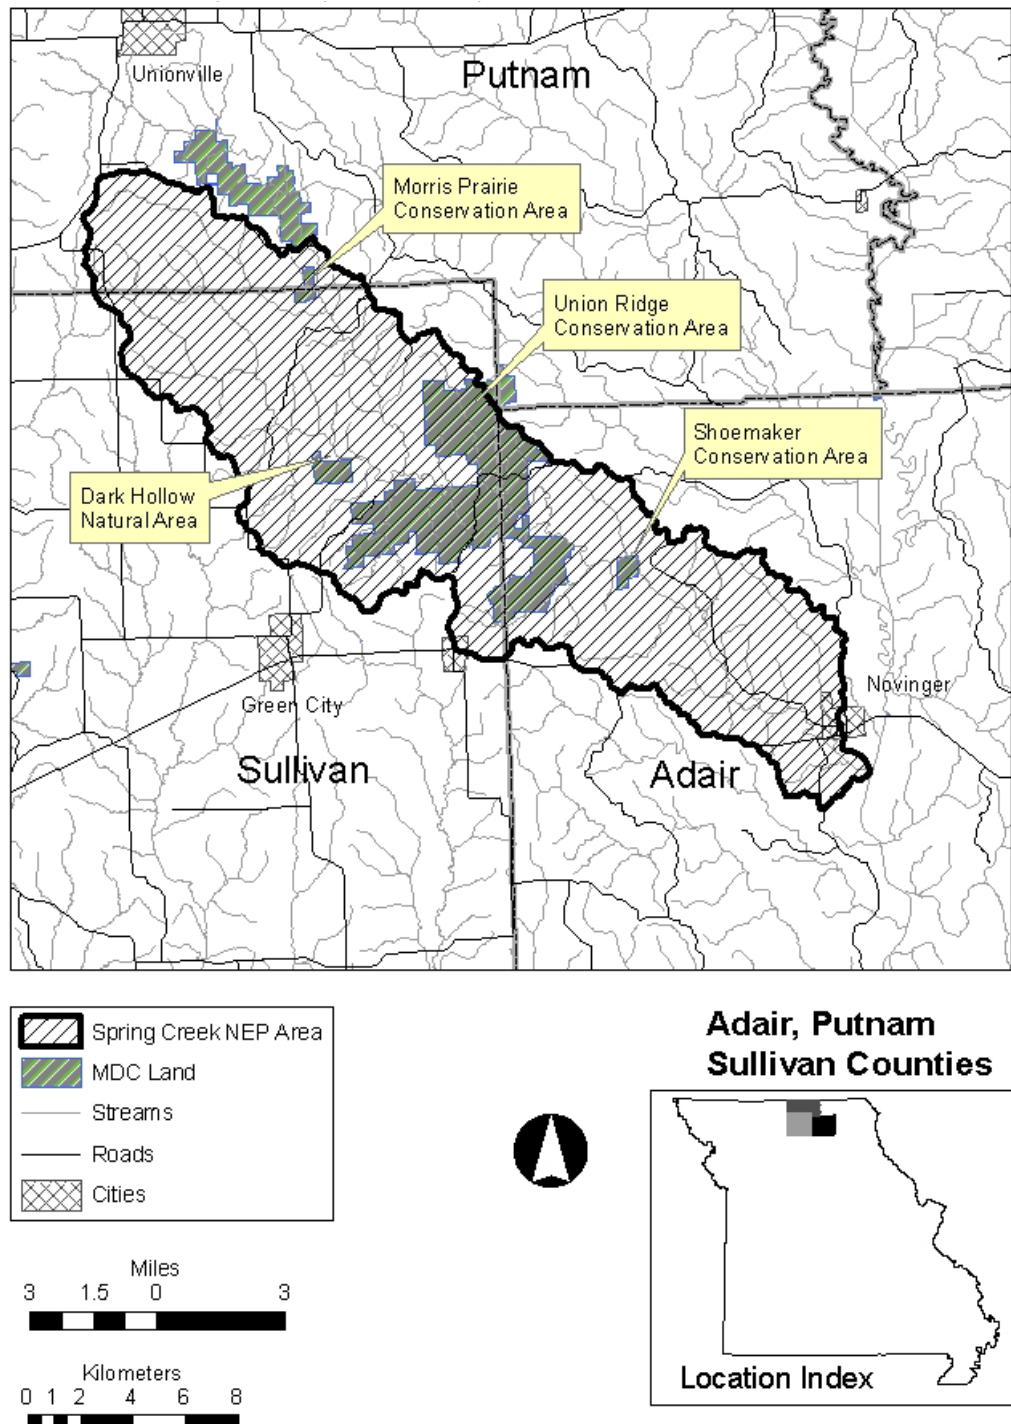 Unionville
Putnam
Morris Prairie
Conservation Area
Union Ridge
Conservation Area
Shoemaker
Conservation Area
Dark Hollow
Natural Area
Novinger
Green City
Sullivan
Adair
Spring Creek NEP Area
MDC Land
Streams
Roads
Cities
Adair, Putnam
Sullivan Counties
Location Index
Miles
3 1.5 0 3
Kilometers
0 1 2 4 6 8